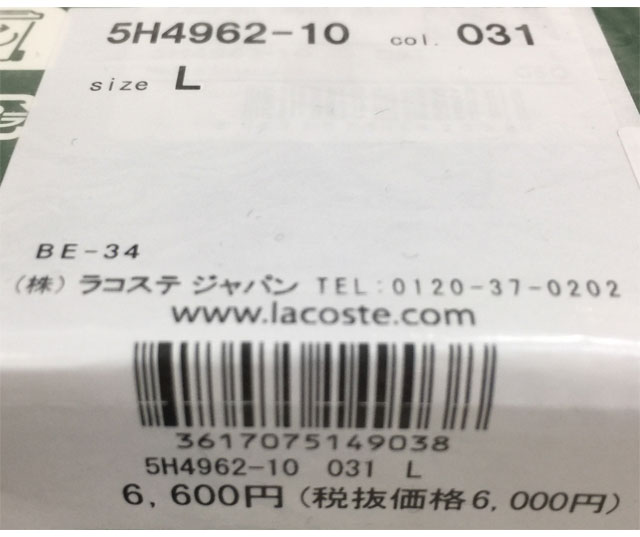 5H4962-10 col. 031
size L
BE-34
(株) ラコステ ジャパン TEL:0120-37-0202
www.lacoste.com
3617075149038
5H4962-10 031 L
6,600円 (税抜価格6,000円)